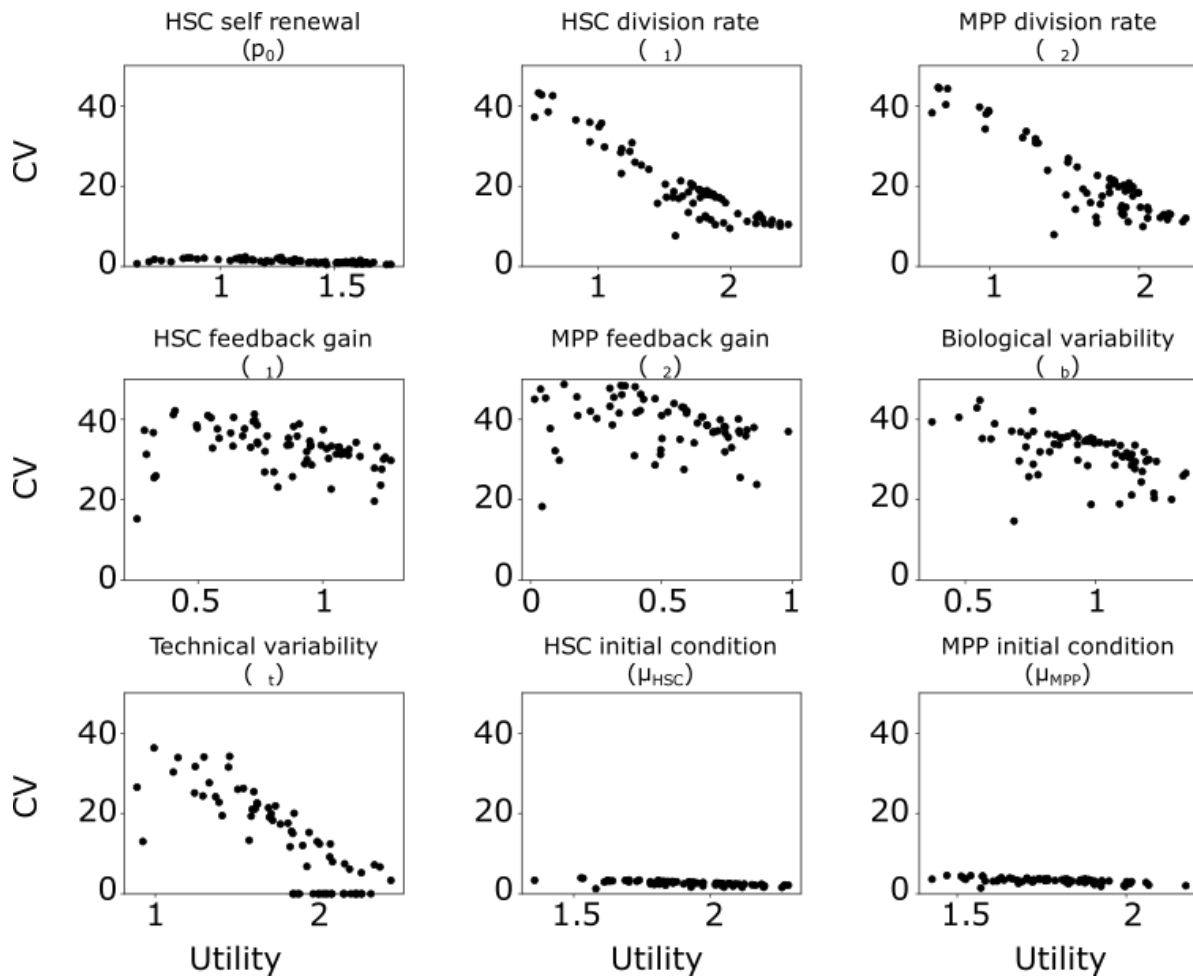 HSC self renewal
(p0)
HSC division rate
( 1)
MPP division rate
( 2)
CV
40
20
0
1
1.5
40
20
0
1
2
40
20
0
1
2
HSC feedback gain
( 1)
MPP feedback gain
( 2)
Biological variability
( b)
CV
40
20
0
0.5
1
40
20
0
0
0.5
1
40
20
0
0.5
1
Technical variability
( t)
HSC initial condition
(μHSC)
MPP initial condition
(μMPP)
CV
40
20
0
1
2
40
20
0
1.5
2
40
20
0
1.5
2
Utility
Utility
Utility